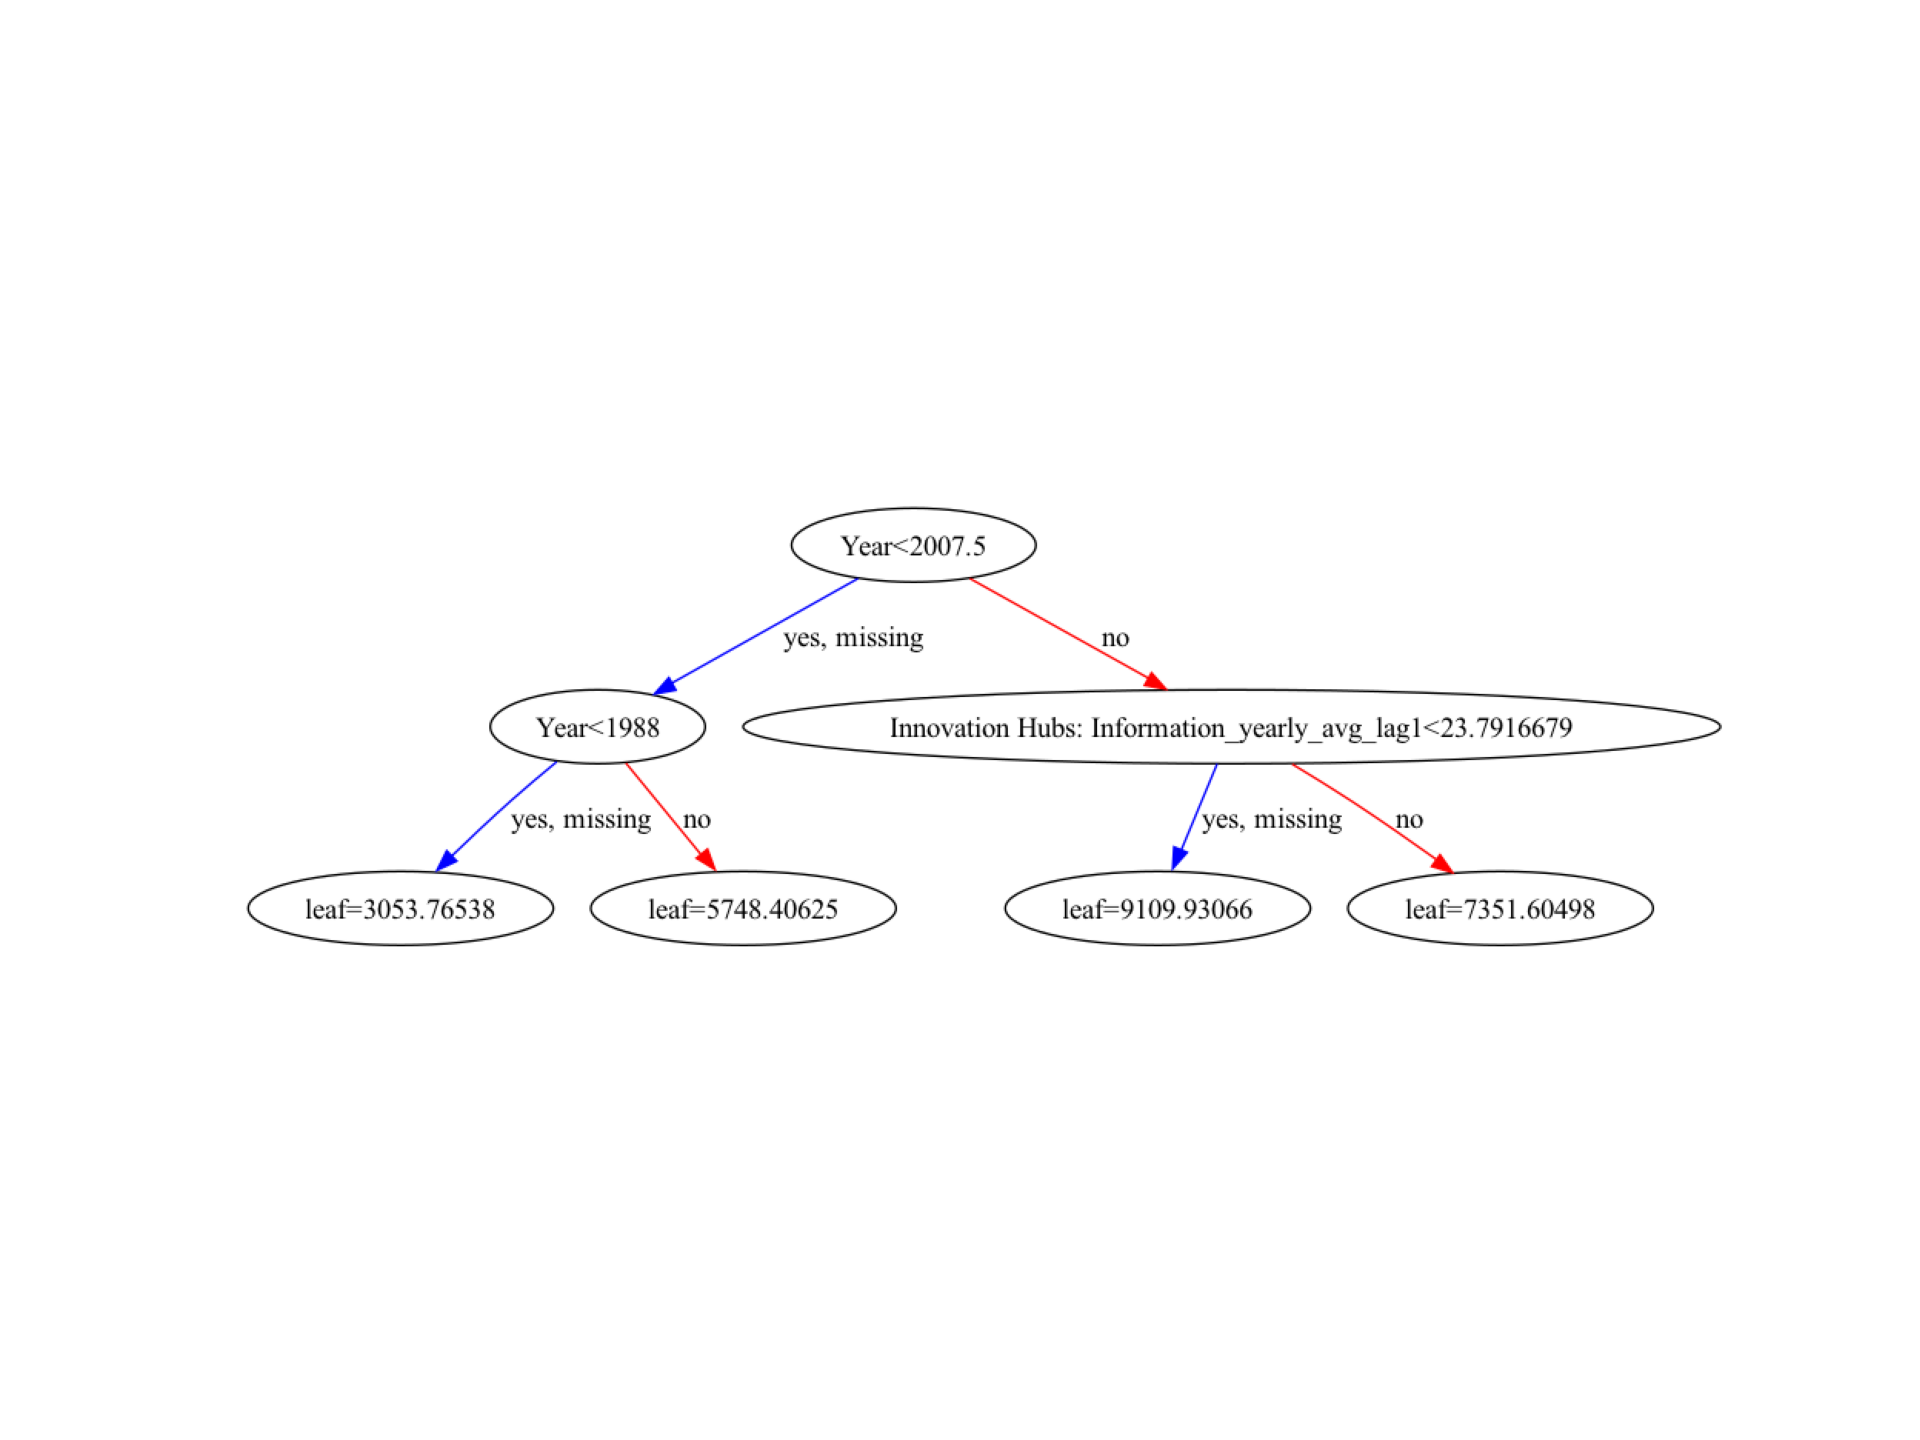 Year<2007.5
yes, missing
no
Year<1988
Innovation Hubs: Information_yearly_avg_lag1<23.7916679
yes, missing
no
yes, missing
no
leaf=3053.76538
leaf=5748.40625
leaf=9109.93066
leaf=7351.60498